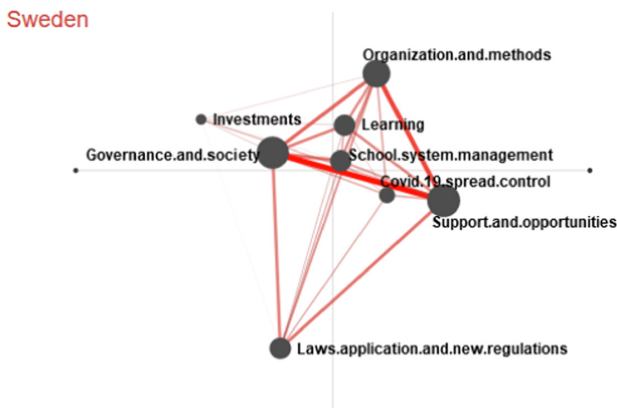 Sweden
Organization.and.methods
Investments
Learning
Governance.and.society
School.system.management
Covid.19.spread.control
Support.and.opportunities
Laws.application.and.new.regulations